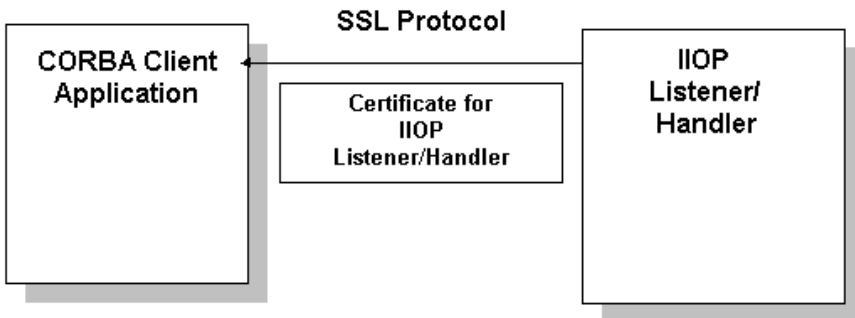 SSL Protocol
CORBA Client
Application
IIOP
Listener/
Handler
Certificate for
IIOP
Listener/Handler